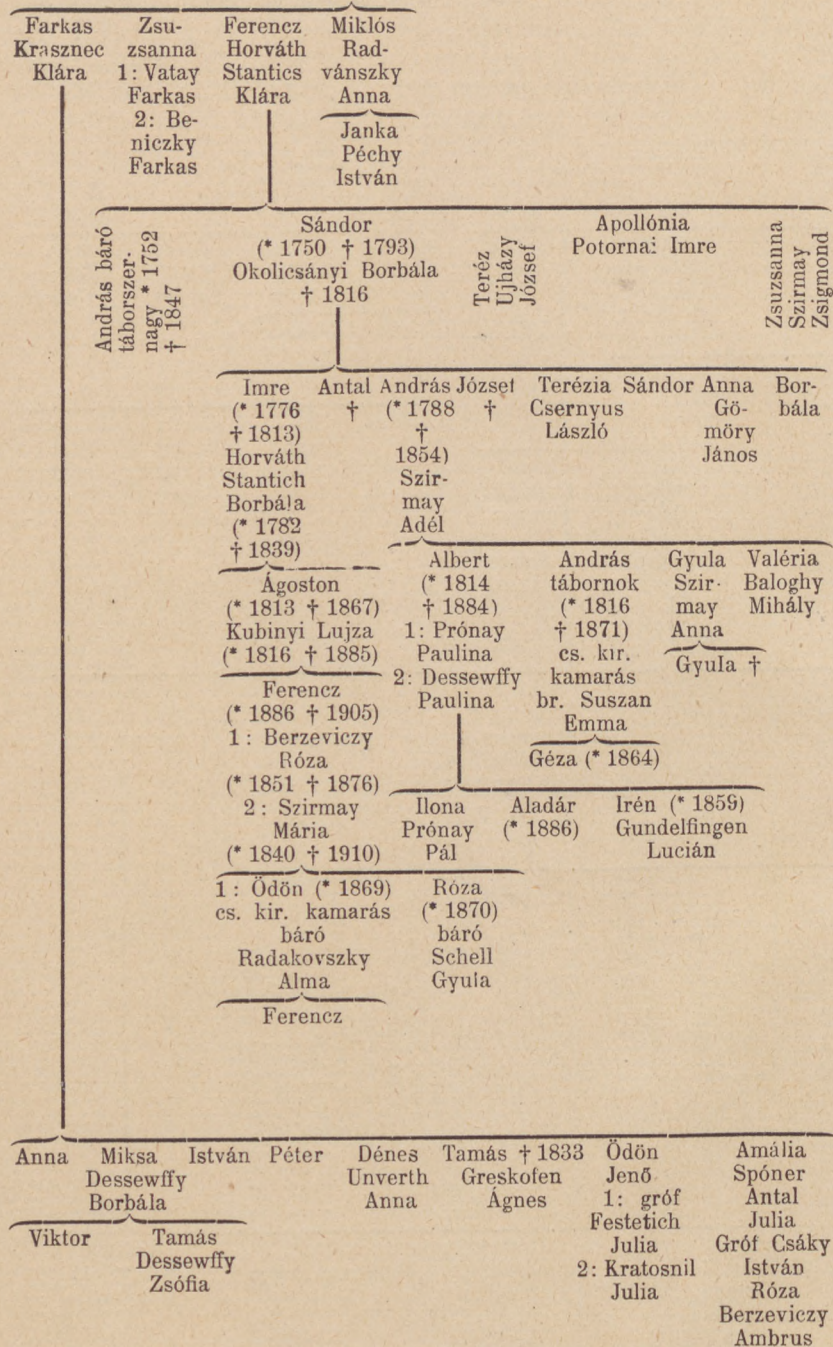 Farkas
Krasznec
Klára
Zsu-
zsanna
1: Vatay
Farkas
2: Be-
niczky
Farkas
Ferencz
Horváth
Stantics
Klára
Miklós
Rad-
vánszky
Anna
Janka
Péchy
István
András báró
táborszer-
nagy * 1752
† 1847
Sándor
(* 1750 † 1793)
Okolicsányi Borbála
† 1816
Teréz
Ujházy
József
Apollónia
Potornai Imre
Zsuzsanna
Szirmay
Zsigmond
Imre
(* 1776
† 1813)
Horváth
Stantich
Borbála
(* 1782
† 1839)
Antal
†
András
(* 1788
†
1854)
Szir-
may
Adél
József
†
Terézia
Csernyus
László
Sándor
Anna
Gö-
möry
János
Bor-
bála
Ágoston
(* 1813 † 1867)
Kubinyi Lujza
(* 1816 † 1885)
Albert
(* 1814
† 1884)
1: Prónay
Paulina
2: Dessewffy
Paulina
András
tábornok
(* 1816
† 1871)
cs. kir.
kamarás
br. Suszan
Emma
Géza (* 1864)
Gyula
Szir-
may
Anna
Gyula †
Valéria
Baloghy
Mihály
Ferencz
(* 1886 † 1905)
1: Berzeviczy
Róza
(* 1851 † 1876)
2: Szirmay
Mária
(* 1840 † 1910)
Ilona
Prónay
Pál
Aladár
(* 1886)
Irén (* 1859)
Gundelfingen
Lucián
1: Ödön (* 1869)
cs. kir. kamarás
báró
Radakovszky
Alma
Róza
(* 1870)
báró
Schell
Gyula
Ferencz
Anna
Miksa
Dessewffy
Borbála
István
Péter
Dénes
Unverth
Anna
Tamás † 1833
Greskofen
Ágnes
Ödön
Jenő
1: gróf
Festetich
Julia
2: Kratosnil
Julia
Amália
Spóner
Antal
Julia
Gróf Csáky
István
Róza
Berzeviczy
Ambrus
Viktor
Tamás
Dessewffy
Zsófia